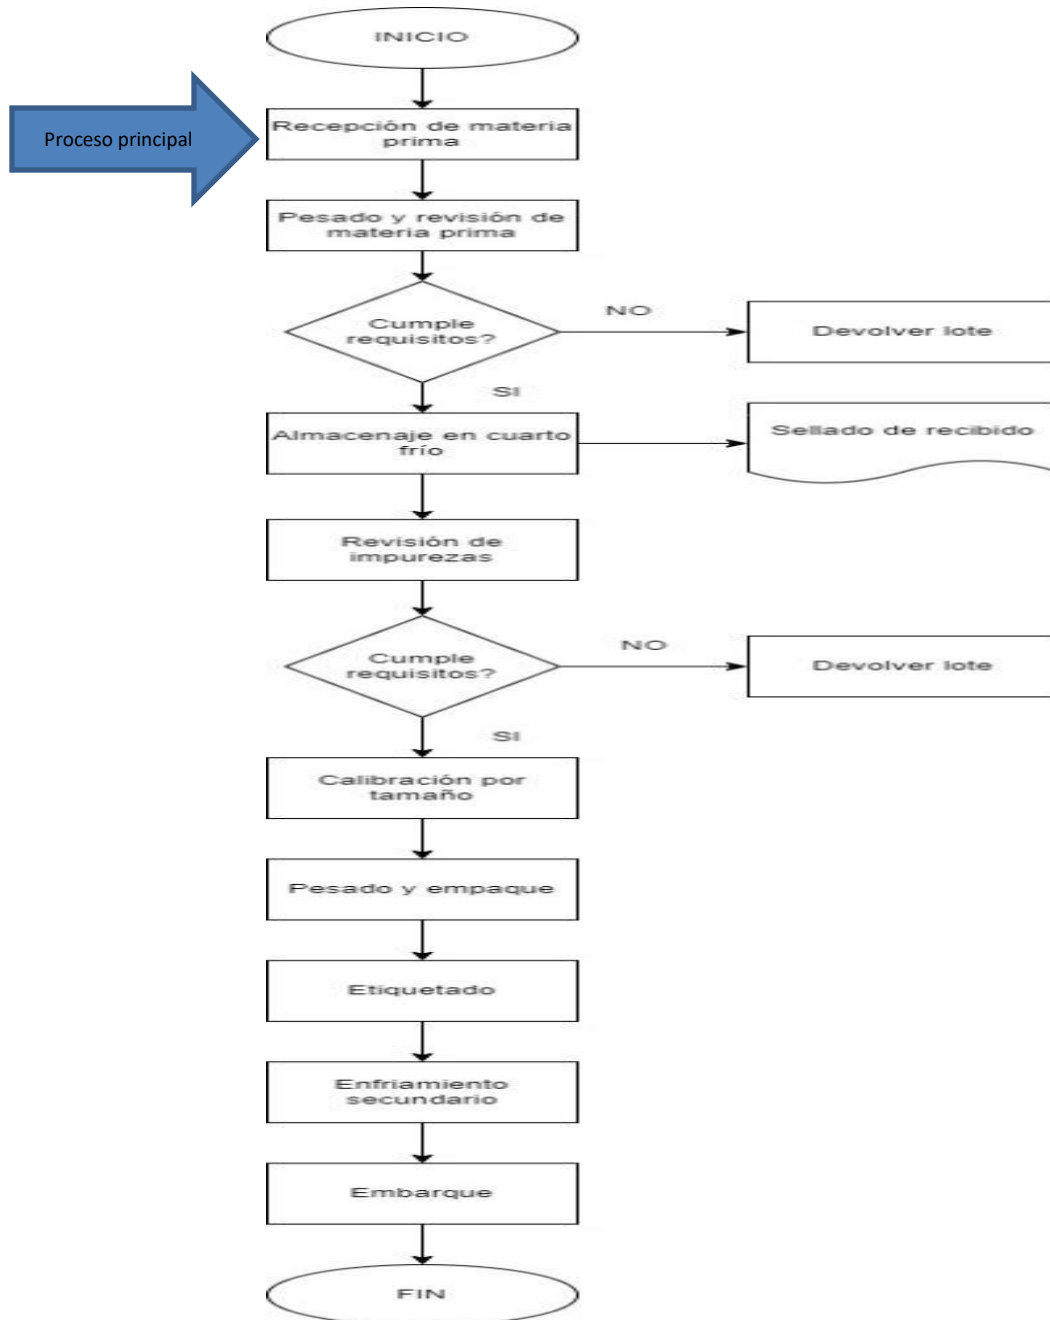 INICIO
Proceso principal
Recepción de materia
prima
Pesado y revisión de
materia prima
Cumple
requisitos?
NO
Devolver lote
SI
Almacenaje en cuarto
frío
Sellado de recibido
Revisión de
impurezas
Cumple
requisitos?
NO
Devolver lote
SI
Calibración por
tamaño
Pesado y empaque
Etiquetado
Enfriamiento
secundario
Embarque
FIN